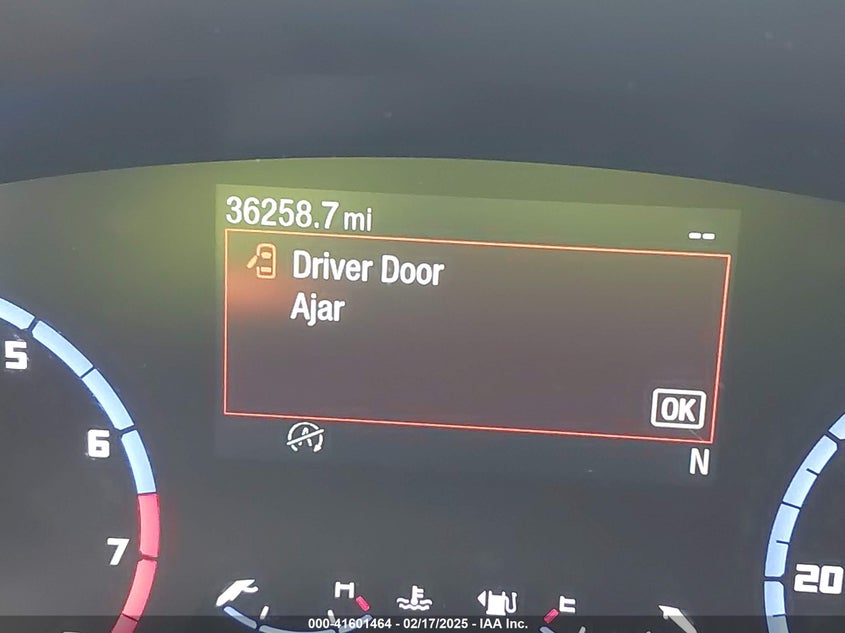 36258.7 mi
--
Driver Door
Ajar
OK
A
N
5
6
7
20
H
E
000-41601464 - 02/17/2025 - IAA Inc.